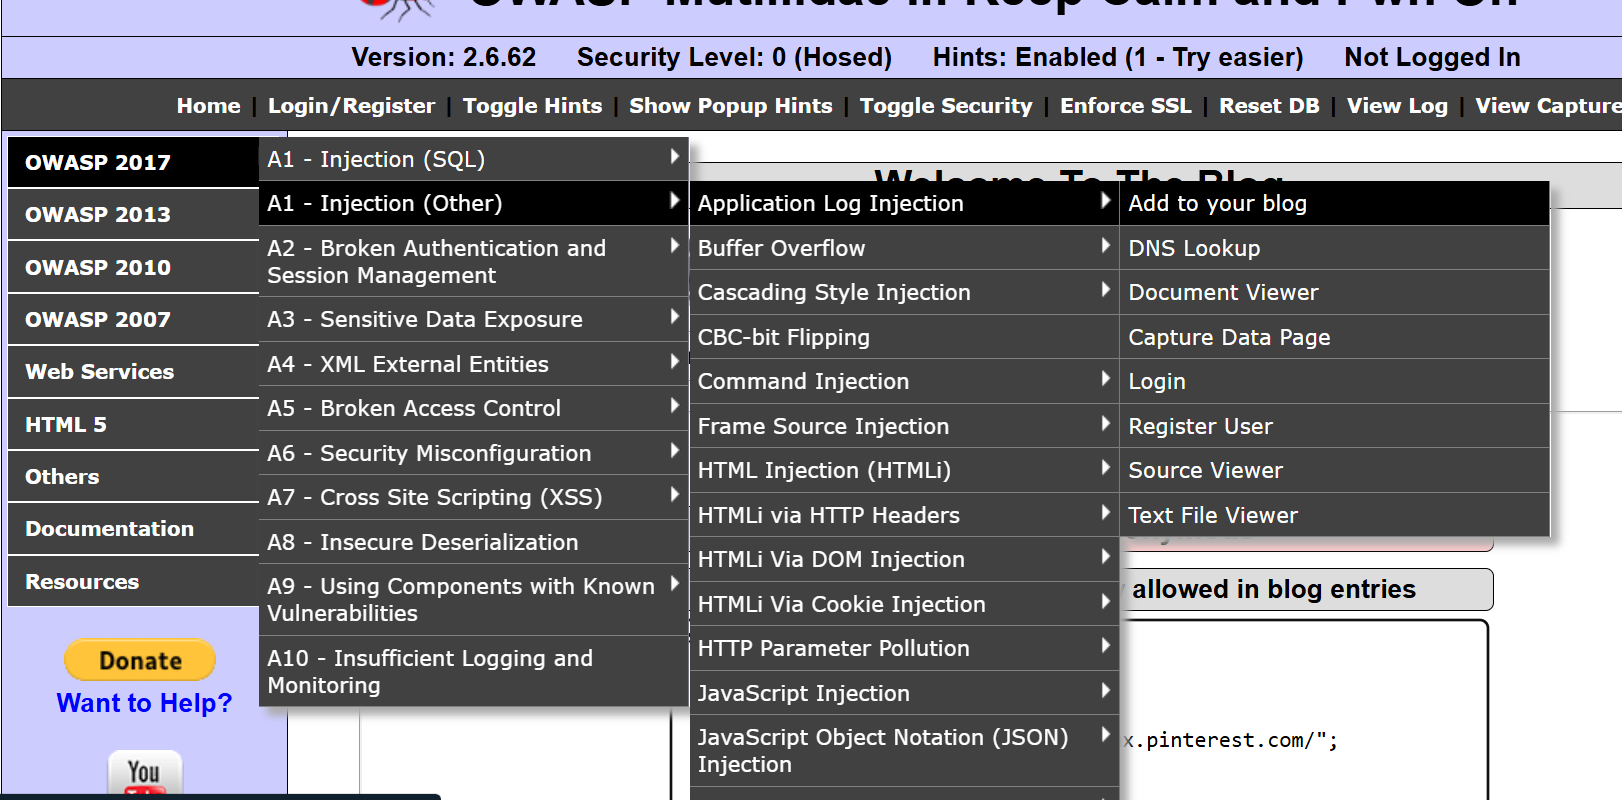 OWASP Mutillidae II: Keep Calm and Pwn On
Version: 2.6.62 Security Level: 0 (Hosed) Hints: Enabled (1 - Try easier) Not Logged In
Home | Login/Register | Toggle Hints | Show Popup Hints | Toggle Security | Enforce SSL | Reset DB | View Log | View Capture
OWASP 2017
OWASP 2013
OWASP 2010
OWASP 2007
Web Services
HTML 5
Others
Documentation
Resources
Donate
Want to Help?
You
A1 - Injection (SQL)
A1 - Injection (Other)
A2 - Broken Authentication and
Session Management
A3 - Sensitive Data Exposure
A4 - XML External Entities
A5 - Broken Access Control
A6 - Security Misconfiguration
A7 - Cross Site Scripting (XSS)
A8 - Insecure Deserialization
A9 - Using Components with Known
Vulnerabilities
A10 - Insufficient Logging and
Monitoring
Welcome To The Blog
Application Log Injection
Buffer Overflow
Cascading Style Injection
CBC-bit Flipping
Command Injection
Frame Source Injection
HTML Injection (HTMLi)
HTMLi via HTTP Headers
HTMLi Via DOM Injection
HTMLi Via Cookie Injection
HTTP Parameter Pollution
JavaScript Injection
JavaScript Object Notation (JSON)
Injection
Add to your blog
DNS Lookup
Document Viewer
Capture Data Page
Login
Register User
Source Viewer
Text File Viewer
allowed in blog entries
x.pinterest.com/";